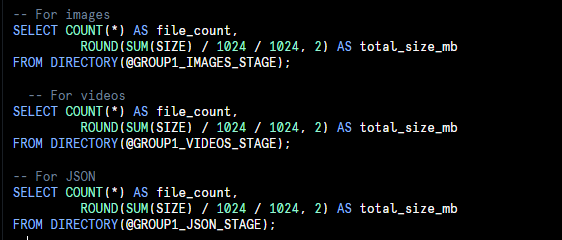 -- For images
SELECT COUNT(*) AS file_count,
ROUND(SUM(SIZE) / 1024 / 1024, 2) AS total_size_mb
FROM DIRECTORY(@GROUP1_IMAGES_STAGE);
-- For videos
SELECT COUNT(*) AS file_count,
ROUND(SUM(SIZE) / 1024 / 1024, 2) AS total_size_mb
FROM DIRECTORY(@GROUP1_VIDEOS_STAGE);
-- For JSON
SELECT COUNT(*) AS file_count,
ROUND(SUM(SIZE) / 1024 / 1024, 2) AS total_size_mb
FROM DIRECTORY(@GROUP1_JSON_STAGE);